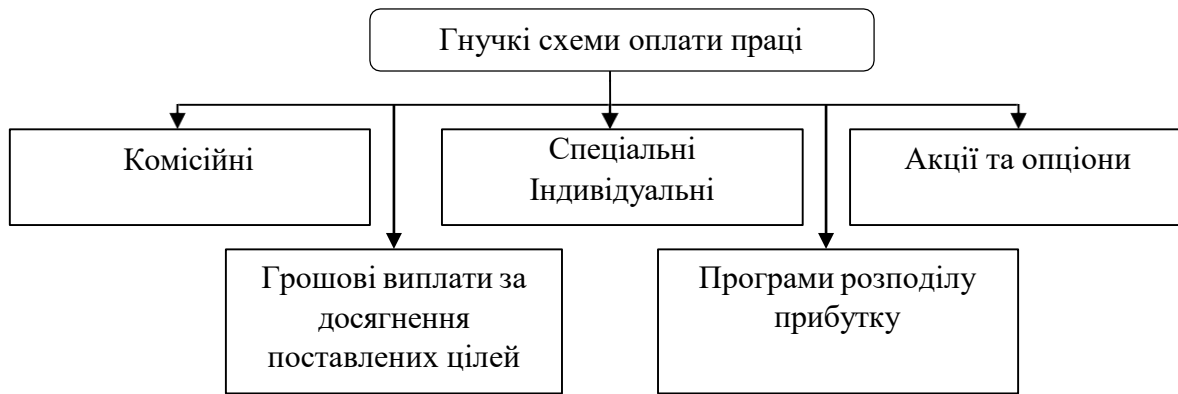 Гнучкі схеми оплати праці
Комісійні
Спеціальні
Індивідуальні
Акції та опціони
Грошові виплати за
досягнення
поставлених цілей
Програми розподілу
прибутку